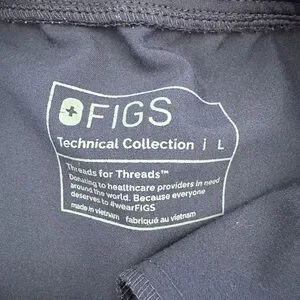 FIGS
Technical Collection | L
Threads for Threads™
Donating to healthcare providers in need
around the world. Because everyone
deserves to #wearFIGS
made in vietnam fabriqué au vietnam